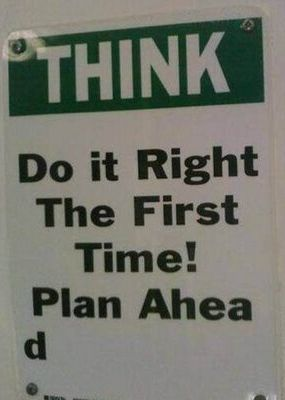 THINK
Do it Right
The First
Time!
Plan Ahea
d